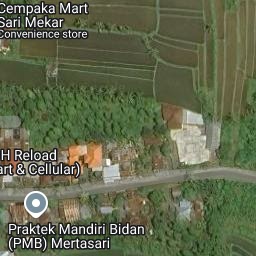 Cempaka Mart
Sari Mekar
Convenience store
H Reload
art & Cellular)
Praktek Mandiri Bidan
(PMB) Mertasari